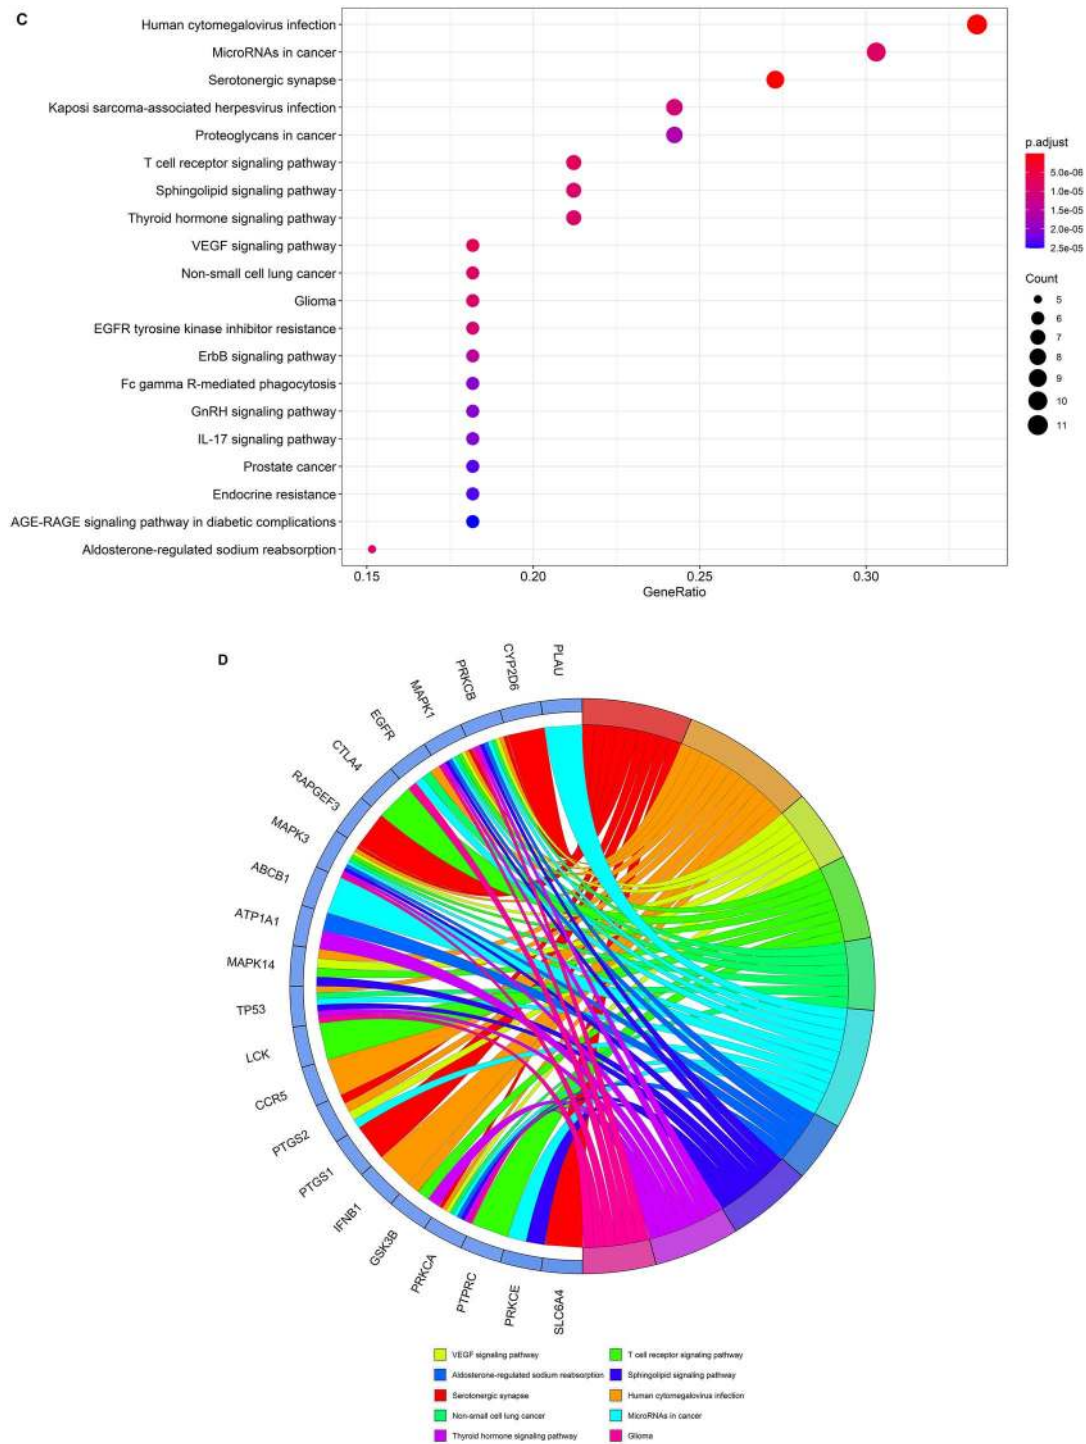 C
Human cytomegalovirus infection
MicroRNAs in cancer
Serotonergic synapse
Kaposi sarcoma-associated herpesvirus infection
Proteoglycans in cancer
T cell receptor signaling pathway
Sphingolipid signaling pathway
Thyroid hormone signaling pathway
VEGF signaling pathway
Non-small cell lung cancer
Glioma
EGFR tyrosine kinase inhibitor resistance
ErbB signaling pathway
Fc gamma R-mediated phagocytosis
GnRH signaling pathway
IL-17 signaling pathway
Prostate cancer
Endocrine resistance
AGE-RAGE signaling pathway in diabetic complications
Aldosterone-regulated sodium reabsorption
0.15 0.20 0.25 0.30
GeneRatio
p.adjust
5.0e-06
1.0e-05
1.5e-05
2.0e-05
2.5e-05
Count
5
6
7
8
9
10
11
D
PLAU
CYP2D6
PRKCB
MAPK1
EGFR
CTLA4
RAPGEF3
MAPK3
ABCB1
ATP1A1
MAPK14
TP53
LCK
CCR5
PTGS2
PTGS1
IFNB1
GSK3B
PRKCA
PTPRC
PRKCE
SLC6A4
VEGF signaling pathway T cell receptor signaling pathway
Aldosterone-regulated sodium reabsorption Sphingolipid signaling pathway
Serotonergic synapse Human cytomegalovirus infection
Non-small cell lung cancer MicroRNAs in cancer
Thyroid hormone signaling pathway Glioma